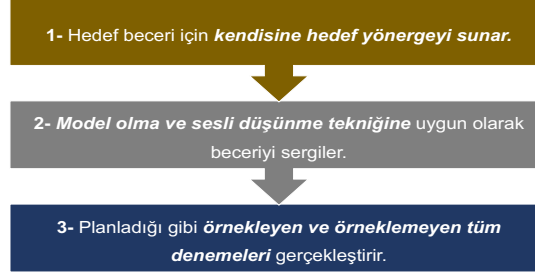 1- Hedef beceri için kendisine hedef yönergeyi sunar.
2- Model olma ve sesli düşünme tekniğine uygun olarak
beceriyi sergiler.
3- Planladığı gibi örnekleyen ve örneklemeyen tüm
denemeleri gerçekleştirir.